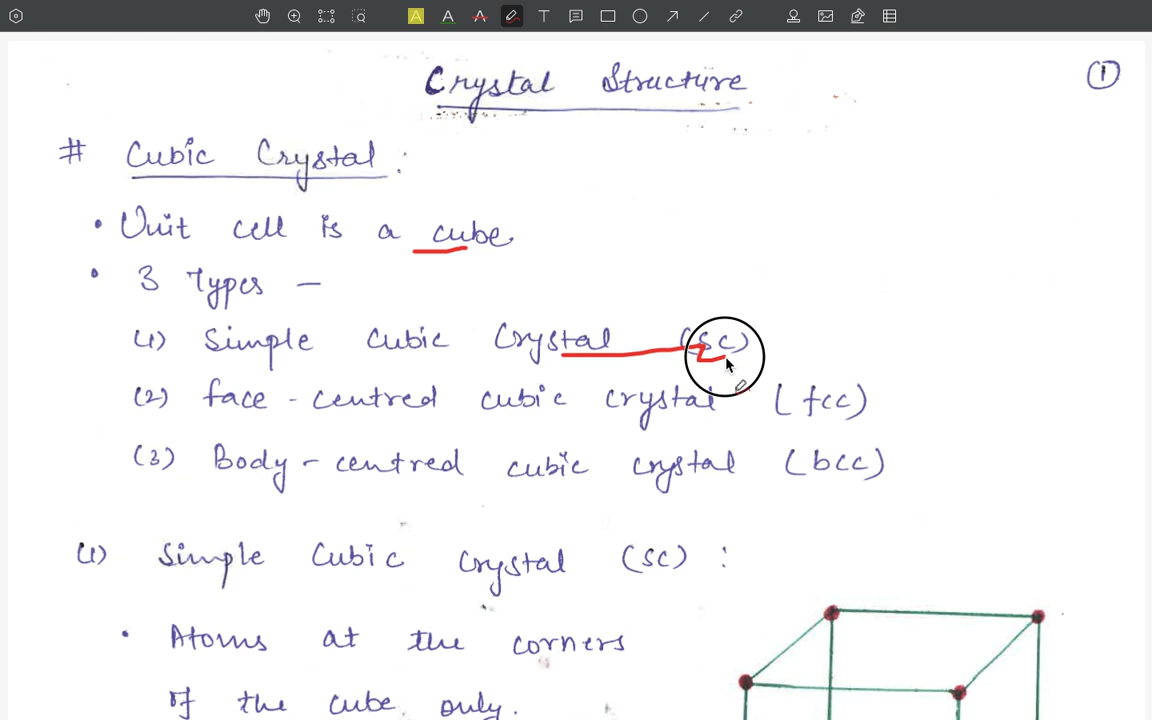 Crystal Structure
1
# Cubic Crystal :
• Unit cell is a cube.
• 3 Types –
(1) Simple Cubic Crystal (SC)
(2) face - centred cubic crystal (fcc)
(3) Body - centred cubic crystal (bcc)
(1) Simple Cubic Crystal (SC) :
• Atoms at the corners
of the cube only.